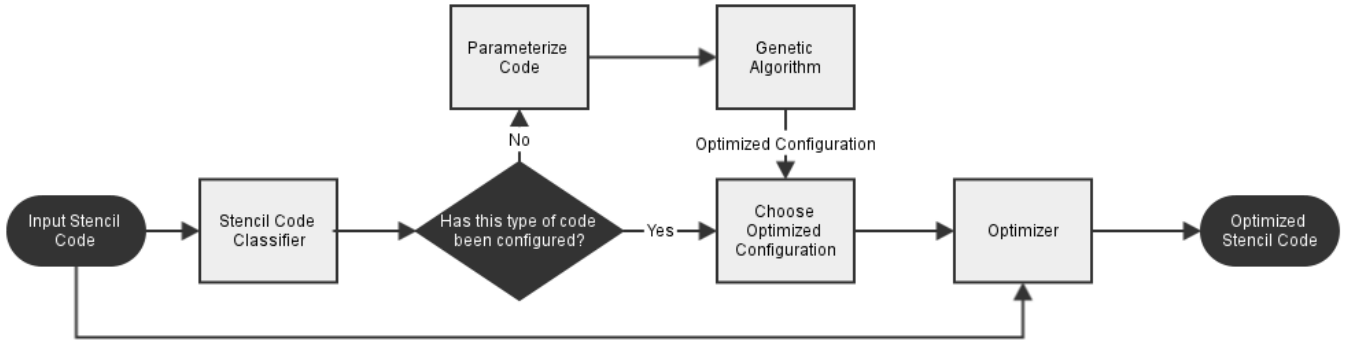 Parameterize
Code
Genetic
Algorithm
No
Optimized Configuration
Input Stencil
Code
Stencil Code
Classifier
Has this type of code
been configured?
Yes
Choose
Optimized
Configuration
Optimizer
Optimized
Stencil Code